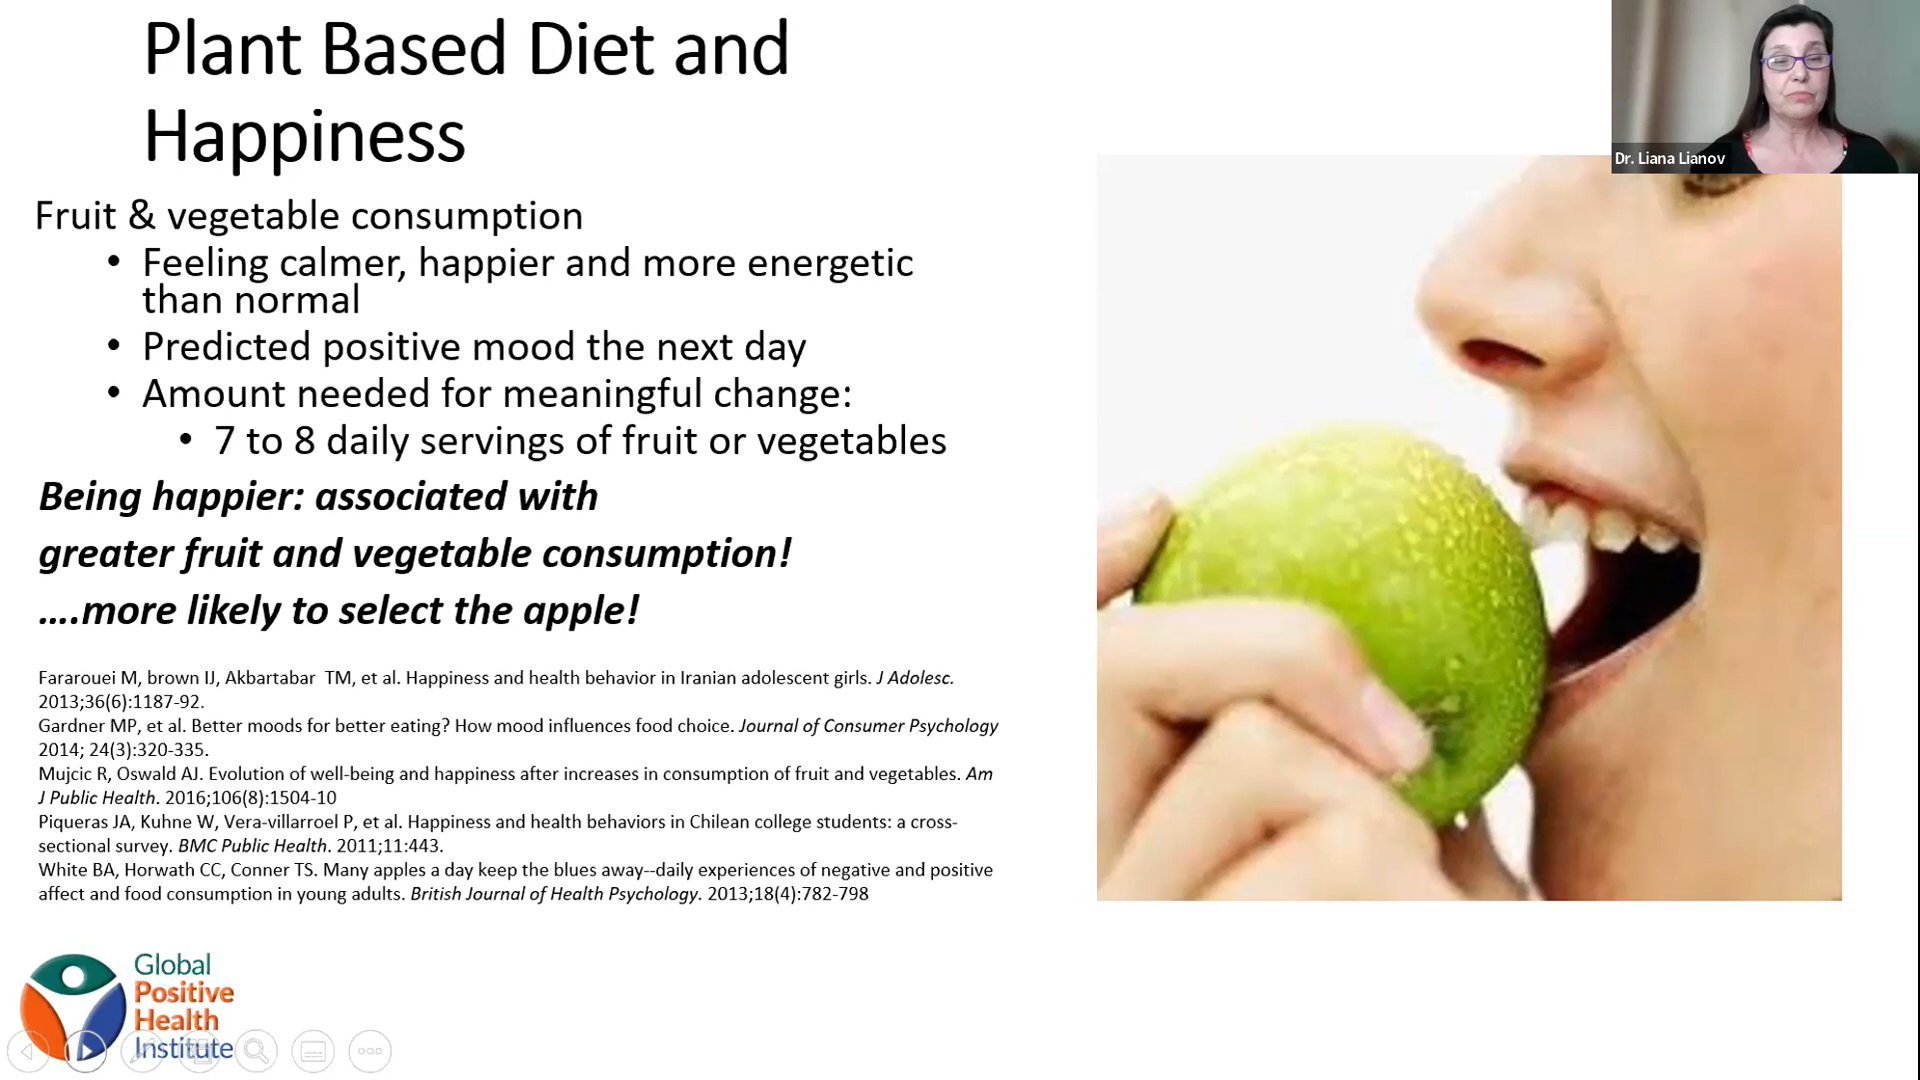 Plant Based Diet and
Happiness
Dr. Liana Lianov
Fruit & vegetable consumption
• Feeling calmer, happier and more energetic
than normal
• Predicted positive mood the next day
• Amount needed for meaningful change:
• 7 to 8 daily servings of fruit or vegetables
Being happier: associated with
greater fruit and vegetable consumption!
....more likely to select the apple!
Fararouei M, brown IJ, Akbartabar  TM, et al. Happiness and health behavior in Iranian adolescent girls. J Adolesc.
2013;36(6):1187-92.
Gardner MP, et al. Better moods for better eating? How mood influences food choice. Journal of Consumer Psychology
2014; 24(3):320-335.
Mujcic R, Oswald AJ. Evolution of well-being and happiness after increases in consumption of fruit and vegetables. Am
J Public Health. 2016;106(8):1504-10
Piqueras JA, Kuhne W, Vera-villarroel P, et al. Happiness and health behaviors in Chilean college students: a cross-
sectional survey. BMC Public Health. 2011;11:443.
White BA, Horwath CC, Conner TS. Many apples a day keep the blues away--daily experiences of negative and positive
affect and food consumption in young adults. British Journal of Health Psychology. 2013;18(4):782-798
Global
Positive
Health
Institute